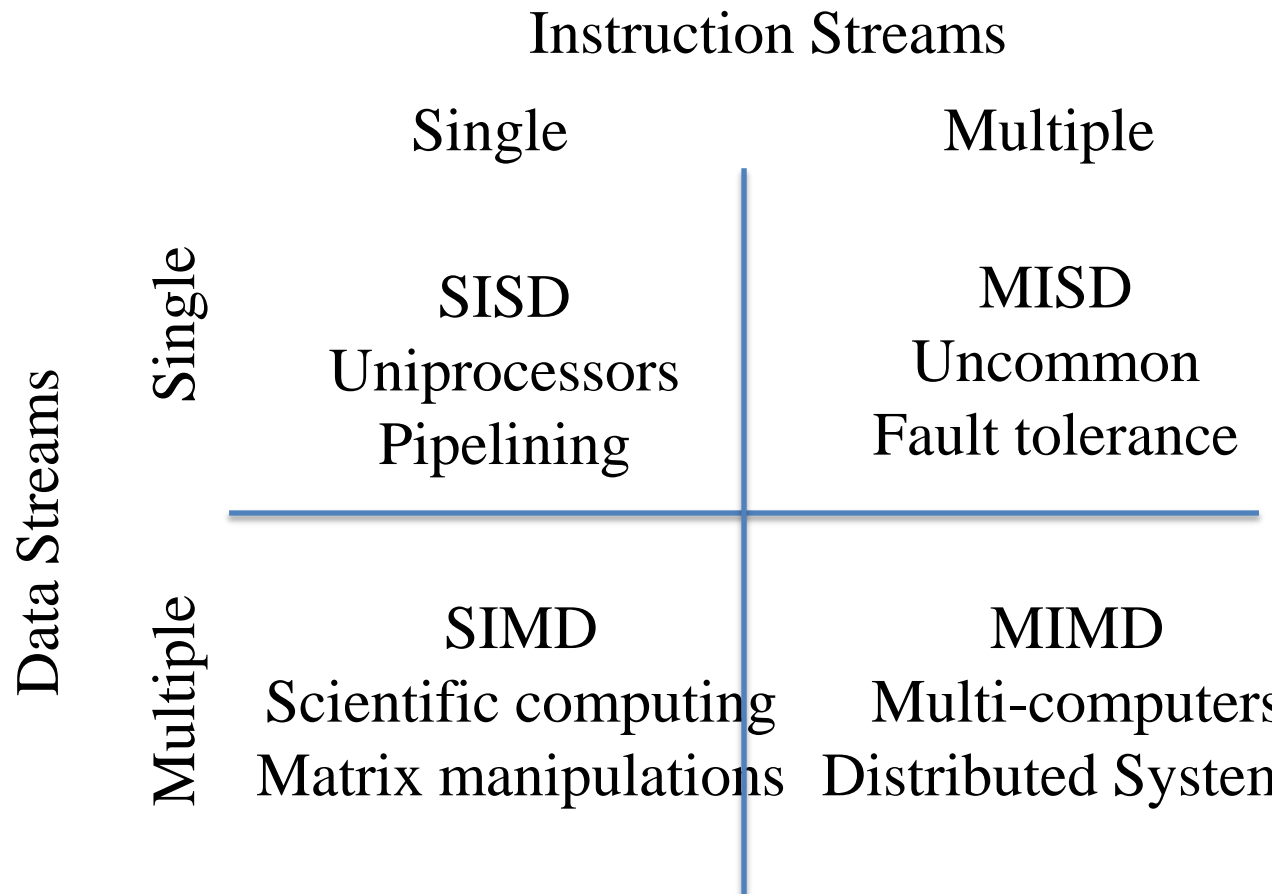 Instruction Streams
Single
Multiple
Data Streams
Single
SISD
Uniprocessors
Pipelining
MISD
Uncommon
Fault tolerance
Multiple
SIMD
Scientific computing
Matrix manipulations
MIMD
Multi-computers
Distributed